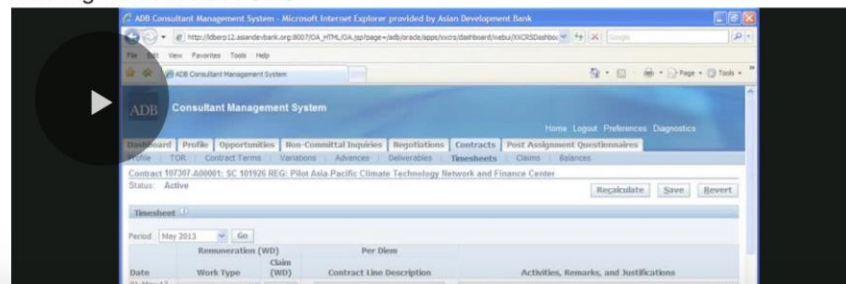 ADB Consultant Management System - Microsoft Internet Explorer provided by Asian Development Bank
File Edit View Favorites Tools Help
ADB Consultant Management System
Page Tools
ADB Consultant Management System
Home Logout Preferences Diagnostics
Dashboard Profile Opportunities Non-Committal Inquiries Negotiations Contracts Post Assignment Questionnaires
Profile TOR Contract Terms Variations Advances Deliverables Timesheets Claims Balances
Contract 107307-A00001: SC 101926 REG: Pilot Asia-Pacific Climate Technology Network and Finance Center
Status: Active
Recalculate Save Revert
Timesheet
Period May 2013 Go
Remuneration (WD) Per Diem
Claim
Date Work Type (WD) Contract Line Description Activities, Remarks, and Justifications